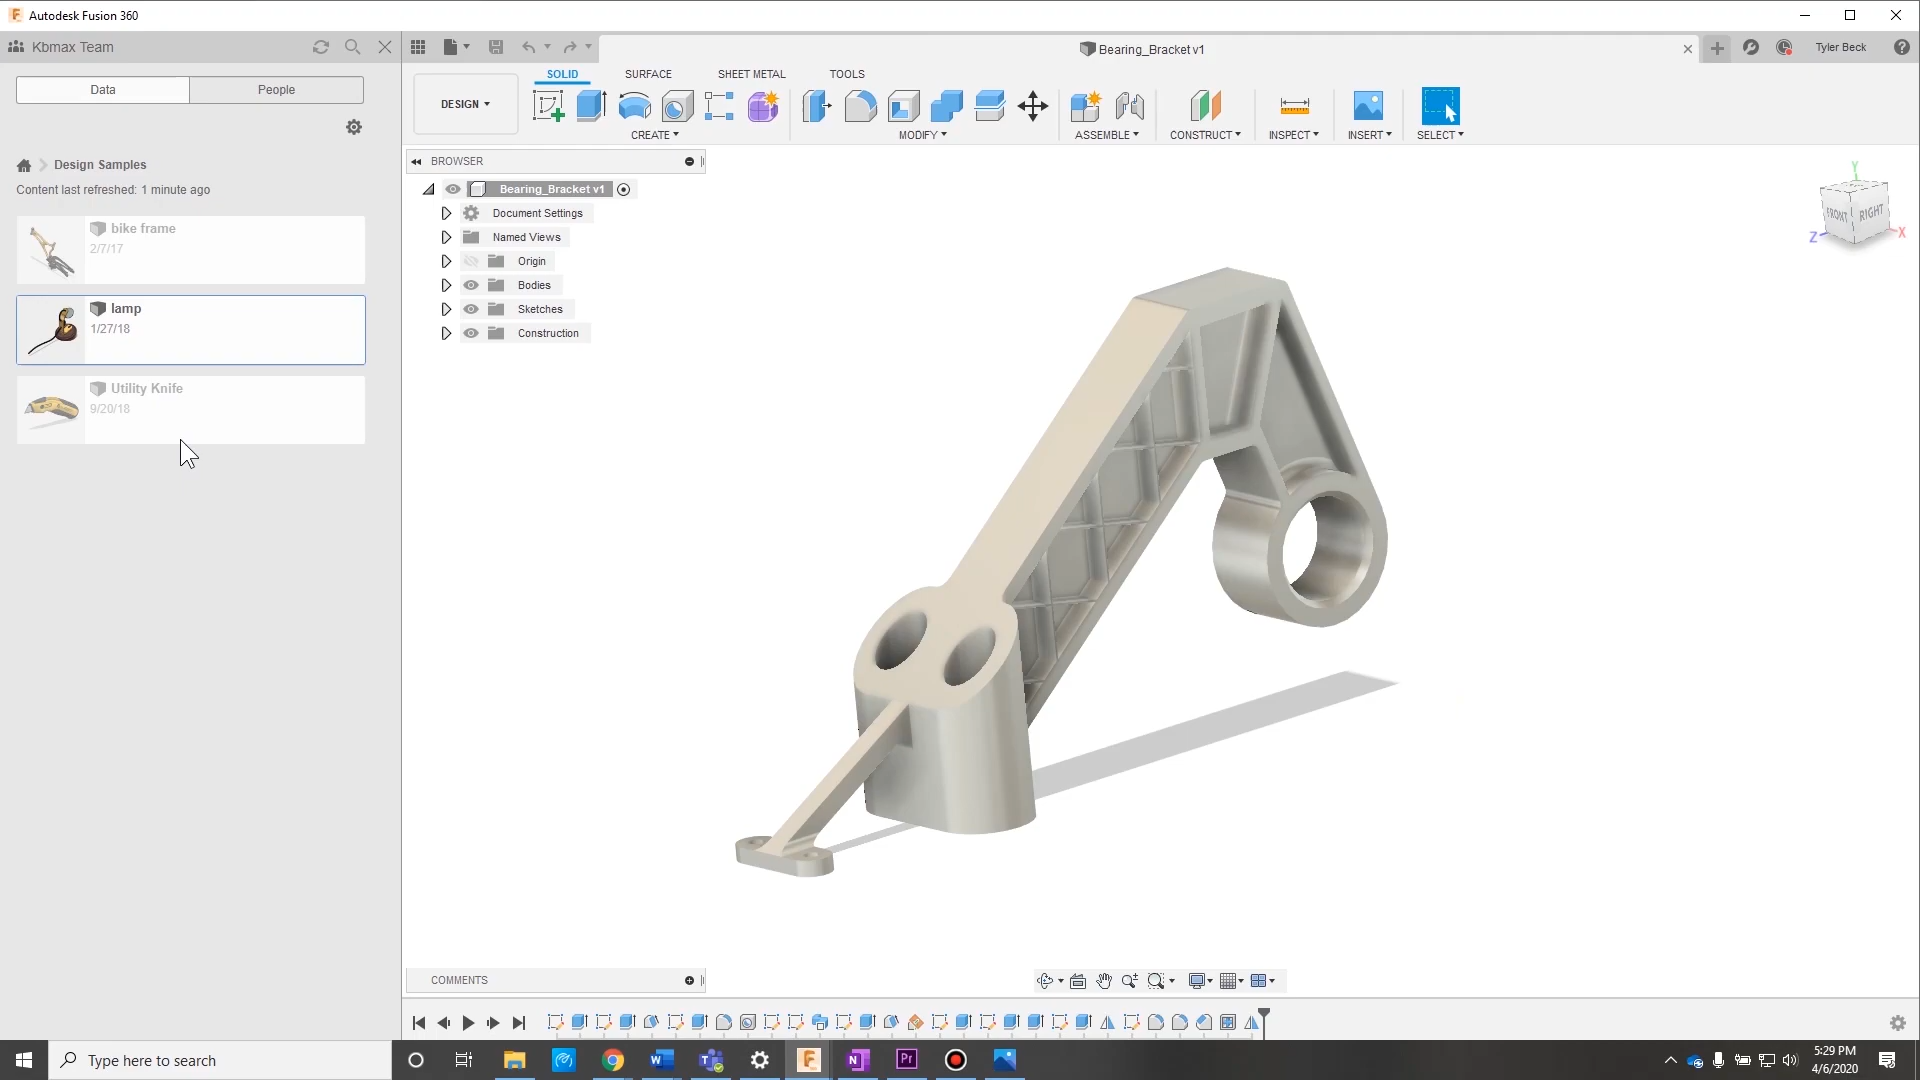 Autodesk Fusion 360
Kbmax Team
Data
People
Design Samples
Content last refreshed: 1 minute ago
bike frame
2/7/17
lamp
1/27/18
Utility Knife
9/20/18
Bearing_Bracket v1
Tyler Beck
DESIGN
SOLID
SURFACE
SHEET METAL
TOOLS
CREATE
MODIFY
ASSEMBLE
CONSTRUCT
INSPECT
INSERT
SELECT
BROWSER
Bearing_Bracket v1
Document Settings
Named Views
Origin
Bodies
Sketches
Construction
Y
FRONT
RIGHT
Z
X
COMMENTS
Type here to search
5:29 PM
4/6/2020